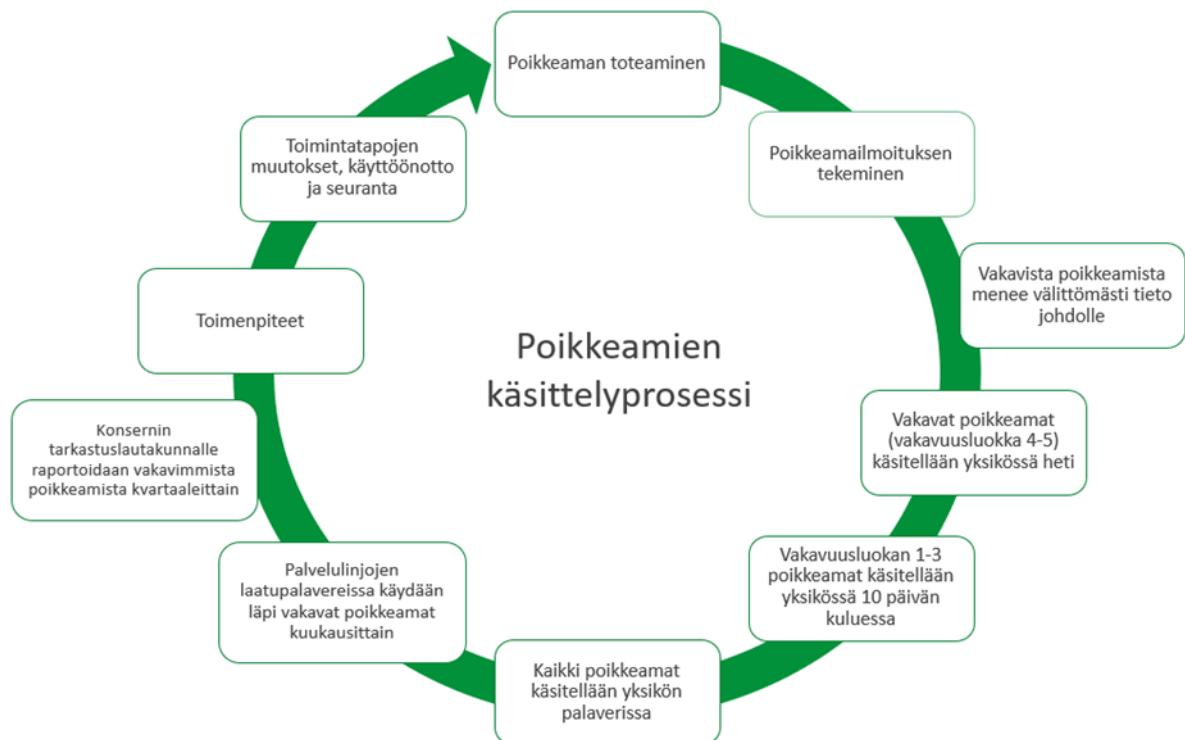 Poikkeaman toteaminen
Poikkeamailmoituksen
tekeminen
Vakavista poikkeamista
menee välittömästi tieto
johdolle
Vakavat poikkeamat
(vakavuusluokka 4-5)
käsitellään yksikössä heti
Vakavuusluokan 1-3
poikkeamat käsitellään
yksikössä 10 päivän
kuluessa
Kaikki poikkeamat
käsitellään yksikön
palaverissa
Palvelulinjojen
laatupalavereissa käydään
läpi vakavat poikkeamat
kuukausittain
Konsernin
tarkastuslautakunnalle
raportoidaan vakavimmista
poikkeamista kvartaaleittain
Toimenpiteet
Toimintatapojen
muutokset, käyttöönotto
ja seuranta
Poikkeamien
käsittelyprosessi